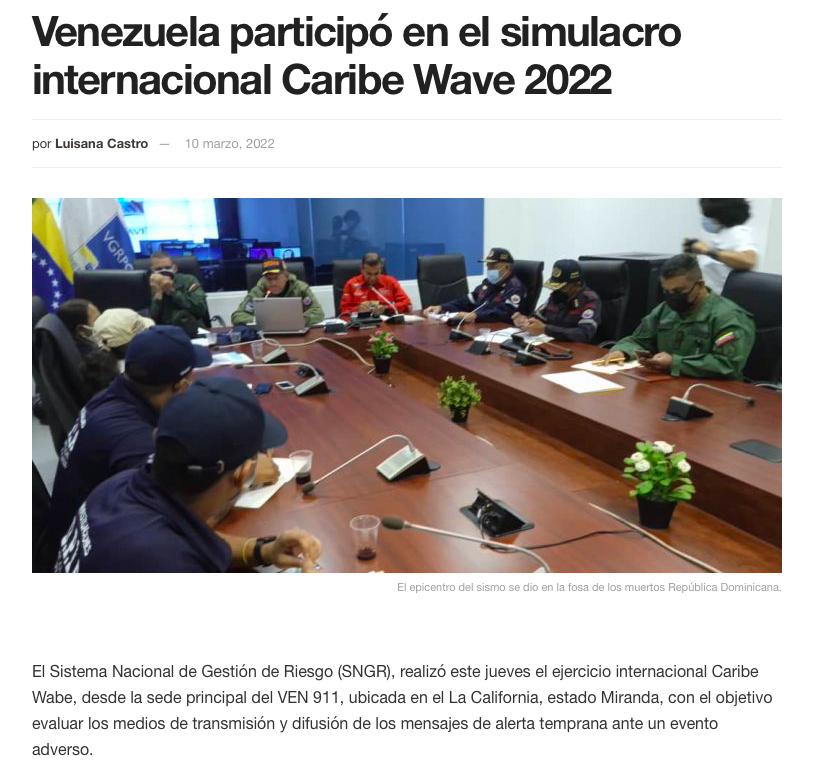 Venezuela participó en el simulacro
internacional Caribe Wave 2022
por Luisana Castro — 10 marzo, 2022
VGRPC
El epicentro del sismo se dio en la fosa de los muertos República Dominicana.
El Sistema Nacional de Gestión de Riesgo (SNGR), realizó este jueves el ejercicio internacional Caribe
Wabe, desde la sede principal del VEN 911, ubicada en el La California, estado Miranda, con el objetivo
evaluar los medios de transmisión y difusión de los mensajes de alerta temprana ante un evento
adverso.